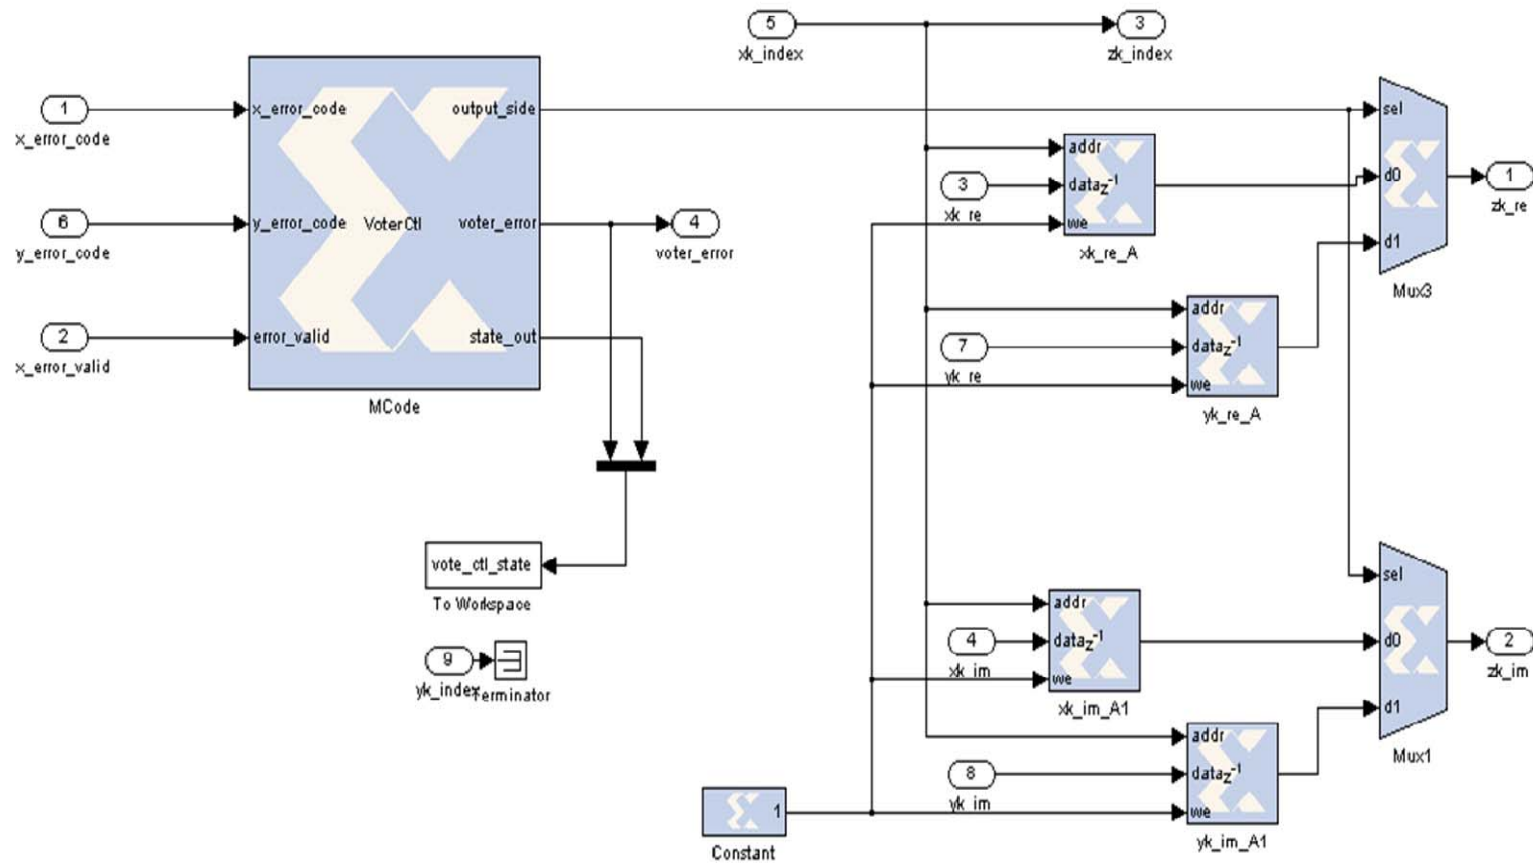 5
xk_index
3
zk_index
1
x_error_code
6
y_error_code
2
x_error_valid
x_error_code
y_error_code
error_valid
VoterCtl
output_side
voter_error
state_out
MCode
4
voter_error
vote_ctl_state
To Workspace
9
yk_index
Terminator
3
xk_re
addr
data
z-1
we
xk_re_A
7
yk_re
addr
data
z-1
we
yk_re_A
sel
d0
d1
Mux3
1
zk_re
4
xk_im
addr
data
z-1
we
xk_im_A1
8
yk_im
addr
data
z-1
we
yk_im_A1
sel
d0
d1
Mux1
2
zk_im
1
Constant